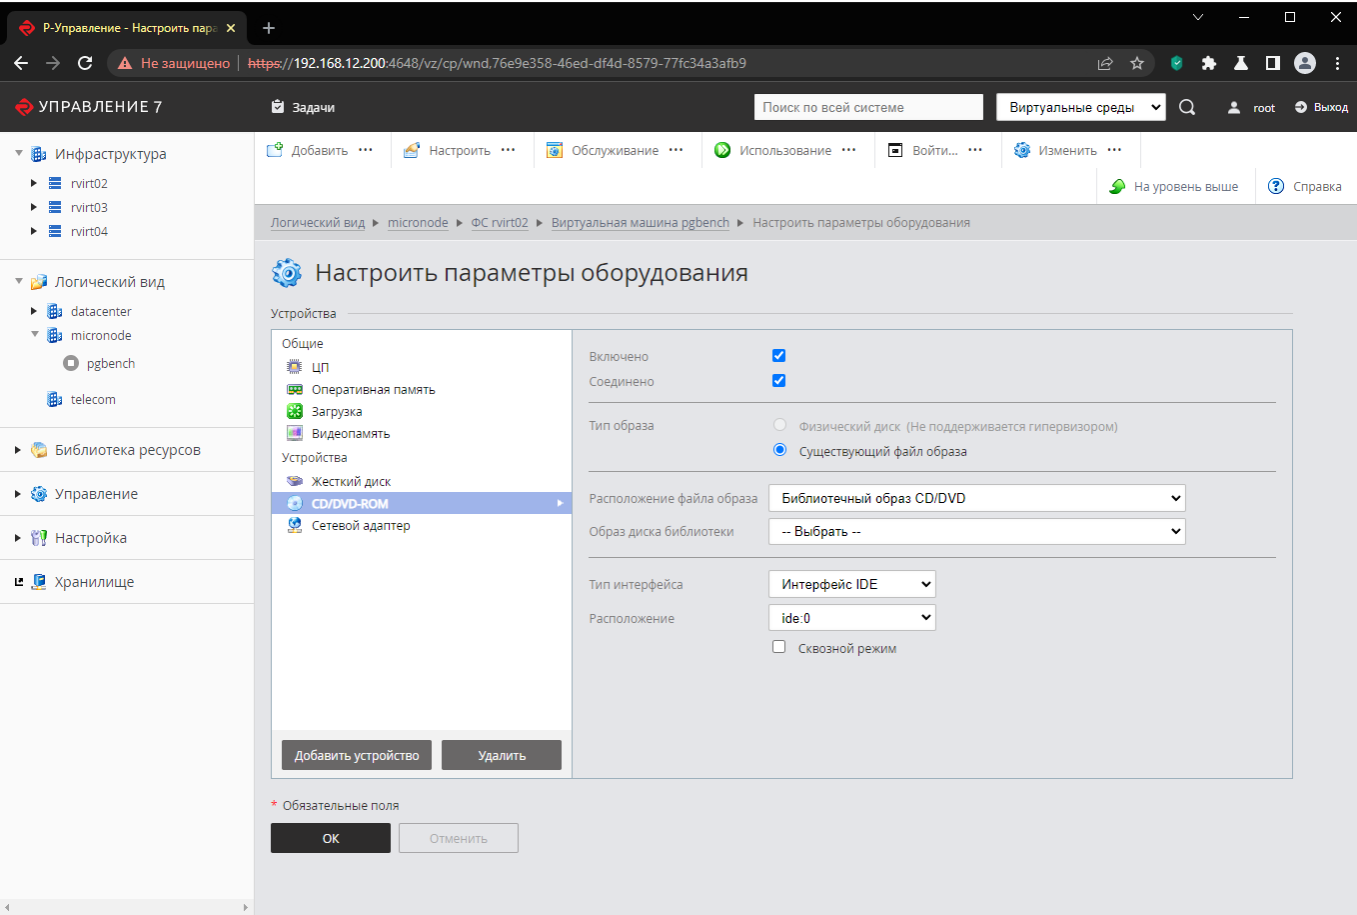 Р-Управление - Настроить пара
Не защищено | https://192.168.12.200:4648/vz/cp/wnd,76e9e358-46ed-df4d-8579-77fc34a3afb9
УПРАВЛЕНИЕ 7
Задачи
Поиск по всей системе
Виртуальные среды
root
Выход
Добавить ···
Настроить ···
Обслуживание ···
Использование ···
Войти... ···
Изменить ···
На уровень выше
Справка
Инфраструктура
rvirt02
rvirt03
rvirt04
Логический вид
datacenter
micronode
pgbench
telecom
Библиотека ресурсов
Управление
Настройка
Хранилище
Логический вид ▸ micronode ▸ ФС rvirt02 ▸ Виртуальная машина pgbench ▸ Настроить параметры оборудования
Настроить параметры оборудования
Устройства
Общие
ЦП
Оперативная память
Загрузка
Видеопамять
Устройства
Жесткий диск
CD/DVD-ROM
Сетевой адаптер
Добавить устройство
Удалить
Включено
Соединено
Тип образа
Физический диск (Не поддерживается гипервизором)
Существующий файл образа
Расположение файла образа
Библиотечный образ CD/DVD
Образ диска библиотеки
-- Выбрать --
Тип интерфейса
Интерфейс IDE
Расположение
ide:0
Сквозной режим
* Обязательные поля
ОК
Отменить